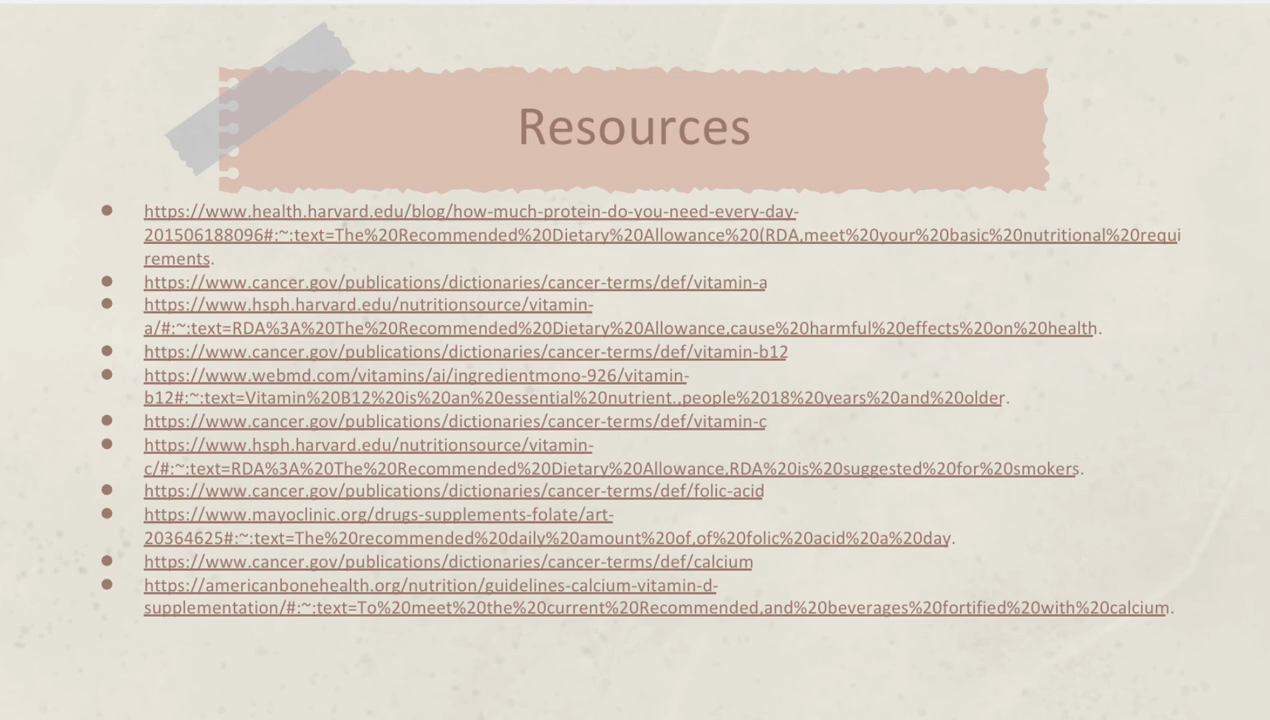 Resources
https://www.health.harvard.edu/blog/how-much-protein-do-you-need-every-day-
201506188096#:~:text=The%20Recommended%20Dietary%20Allowance%20(RDA,meet%20your%20basic%20nutritional%20requi
rements.
https://www.cancer.gov/publications/dictionaries/cancer-terms/def/vitamin-a
https://www.hsph.harvard.edu/nutritionsource/vitamin-
a/#:~:text=RDA%3A%20The%20Recommended%20Dietary%20Allowance,cause%20harmful%20effects%20on%20health.
https://www.cancer.gov/publications/dictionaries/cancer-terms/def/vitamin-b12
https://www.webmd.com/vitamins/ai/ingredientmono-926/vitamin-
b12#:~:text=Vitamin%20B12%20is%20an%20essential%20nutrient.,people%2018%20years%20and%20older.
https://www.cancer.gov/publications/dictionaries/cancer-terms/def/vitamin-c
https://www.hsph.harvard.edu/nutritionsource/vitamin-
c/#:~:text=RDA%3A%20The%20Recommended%20Dietary%20Allowance,RDA%20is%20suggested%20for%20smokers.
https://www.cancer.gov/publications/dictionaries/cancer-terms/def/folic-acid
https://www.mayoclinic.org/drugs-supplements-folate/art-
20364625#:~:text=The%20recommended%20daily%20amount%20of,of%20folic%20acid%20a%20day.
https://www.cancer.gov/publications/dictionaries/cancer-terms/def/calcium
https://americanbonehealth.org/nutrition/guidelines-calcium-vitamin-d-
supplementation/#:~:text=To%20meet%20the%20current%20Recommended,and%20beverages%20fortified%20with%20calcium.